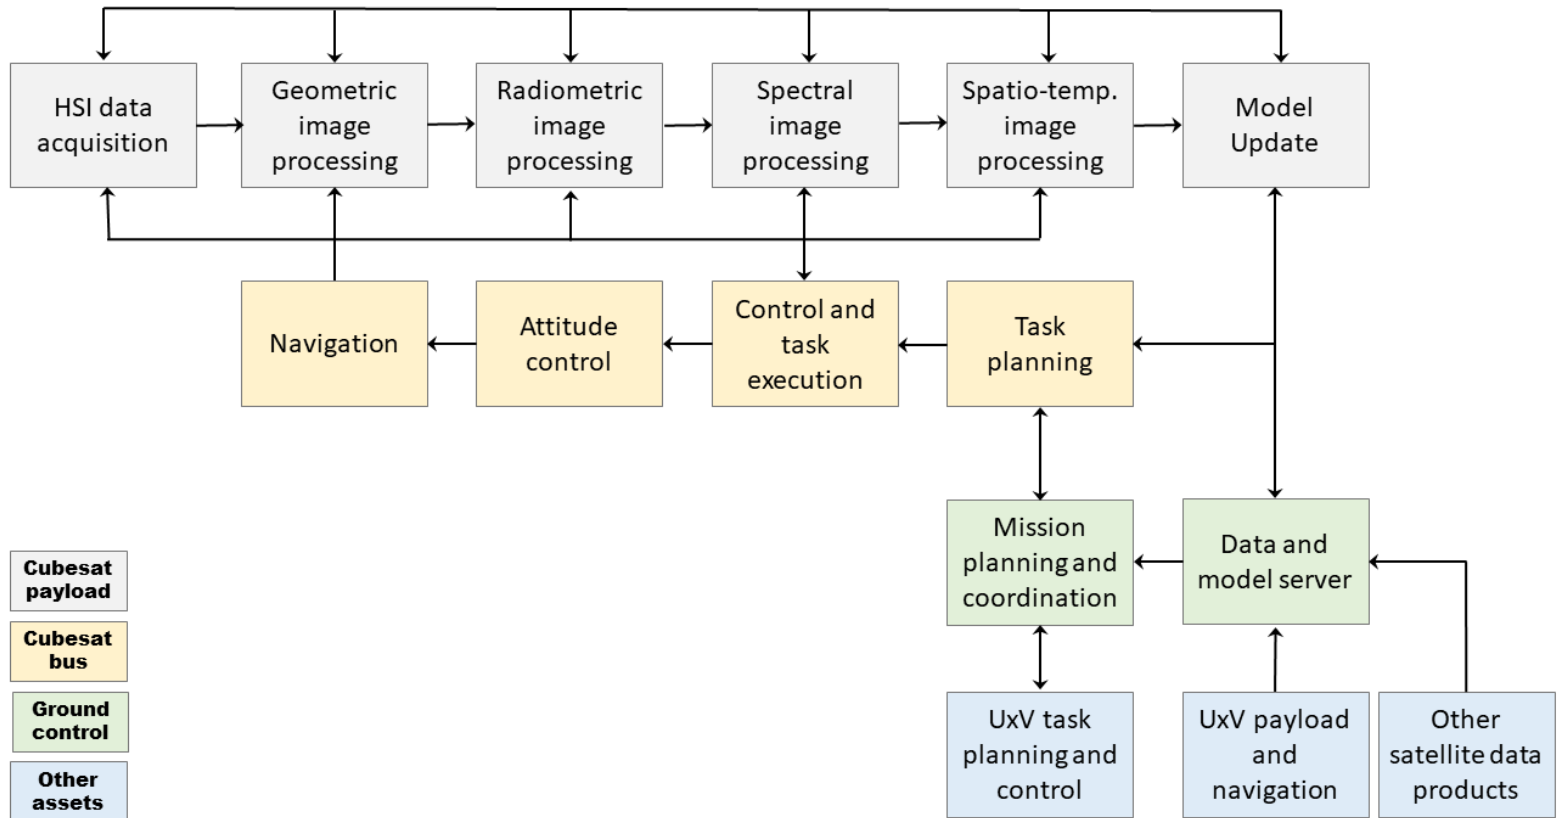 HSI data
acquisition
Geometric
image
processing
Radiometric
image
processing
Spectral
image
processing
Spatio-temp.
image
processing
Model
Update
Navigation
Attitude
control
Control and
task
execution
Task
planning
Mission
planning and
coordination
Data and
model server
Cubesat
payload
Cubesat
bus
Ground
control
Other
assets
UxV task
planning and
control
UxV payload
and
navigation
Other
satellite data
products